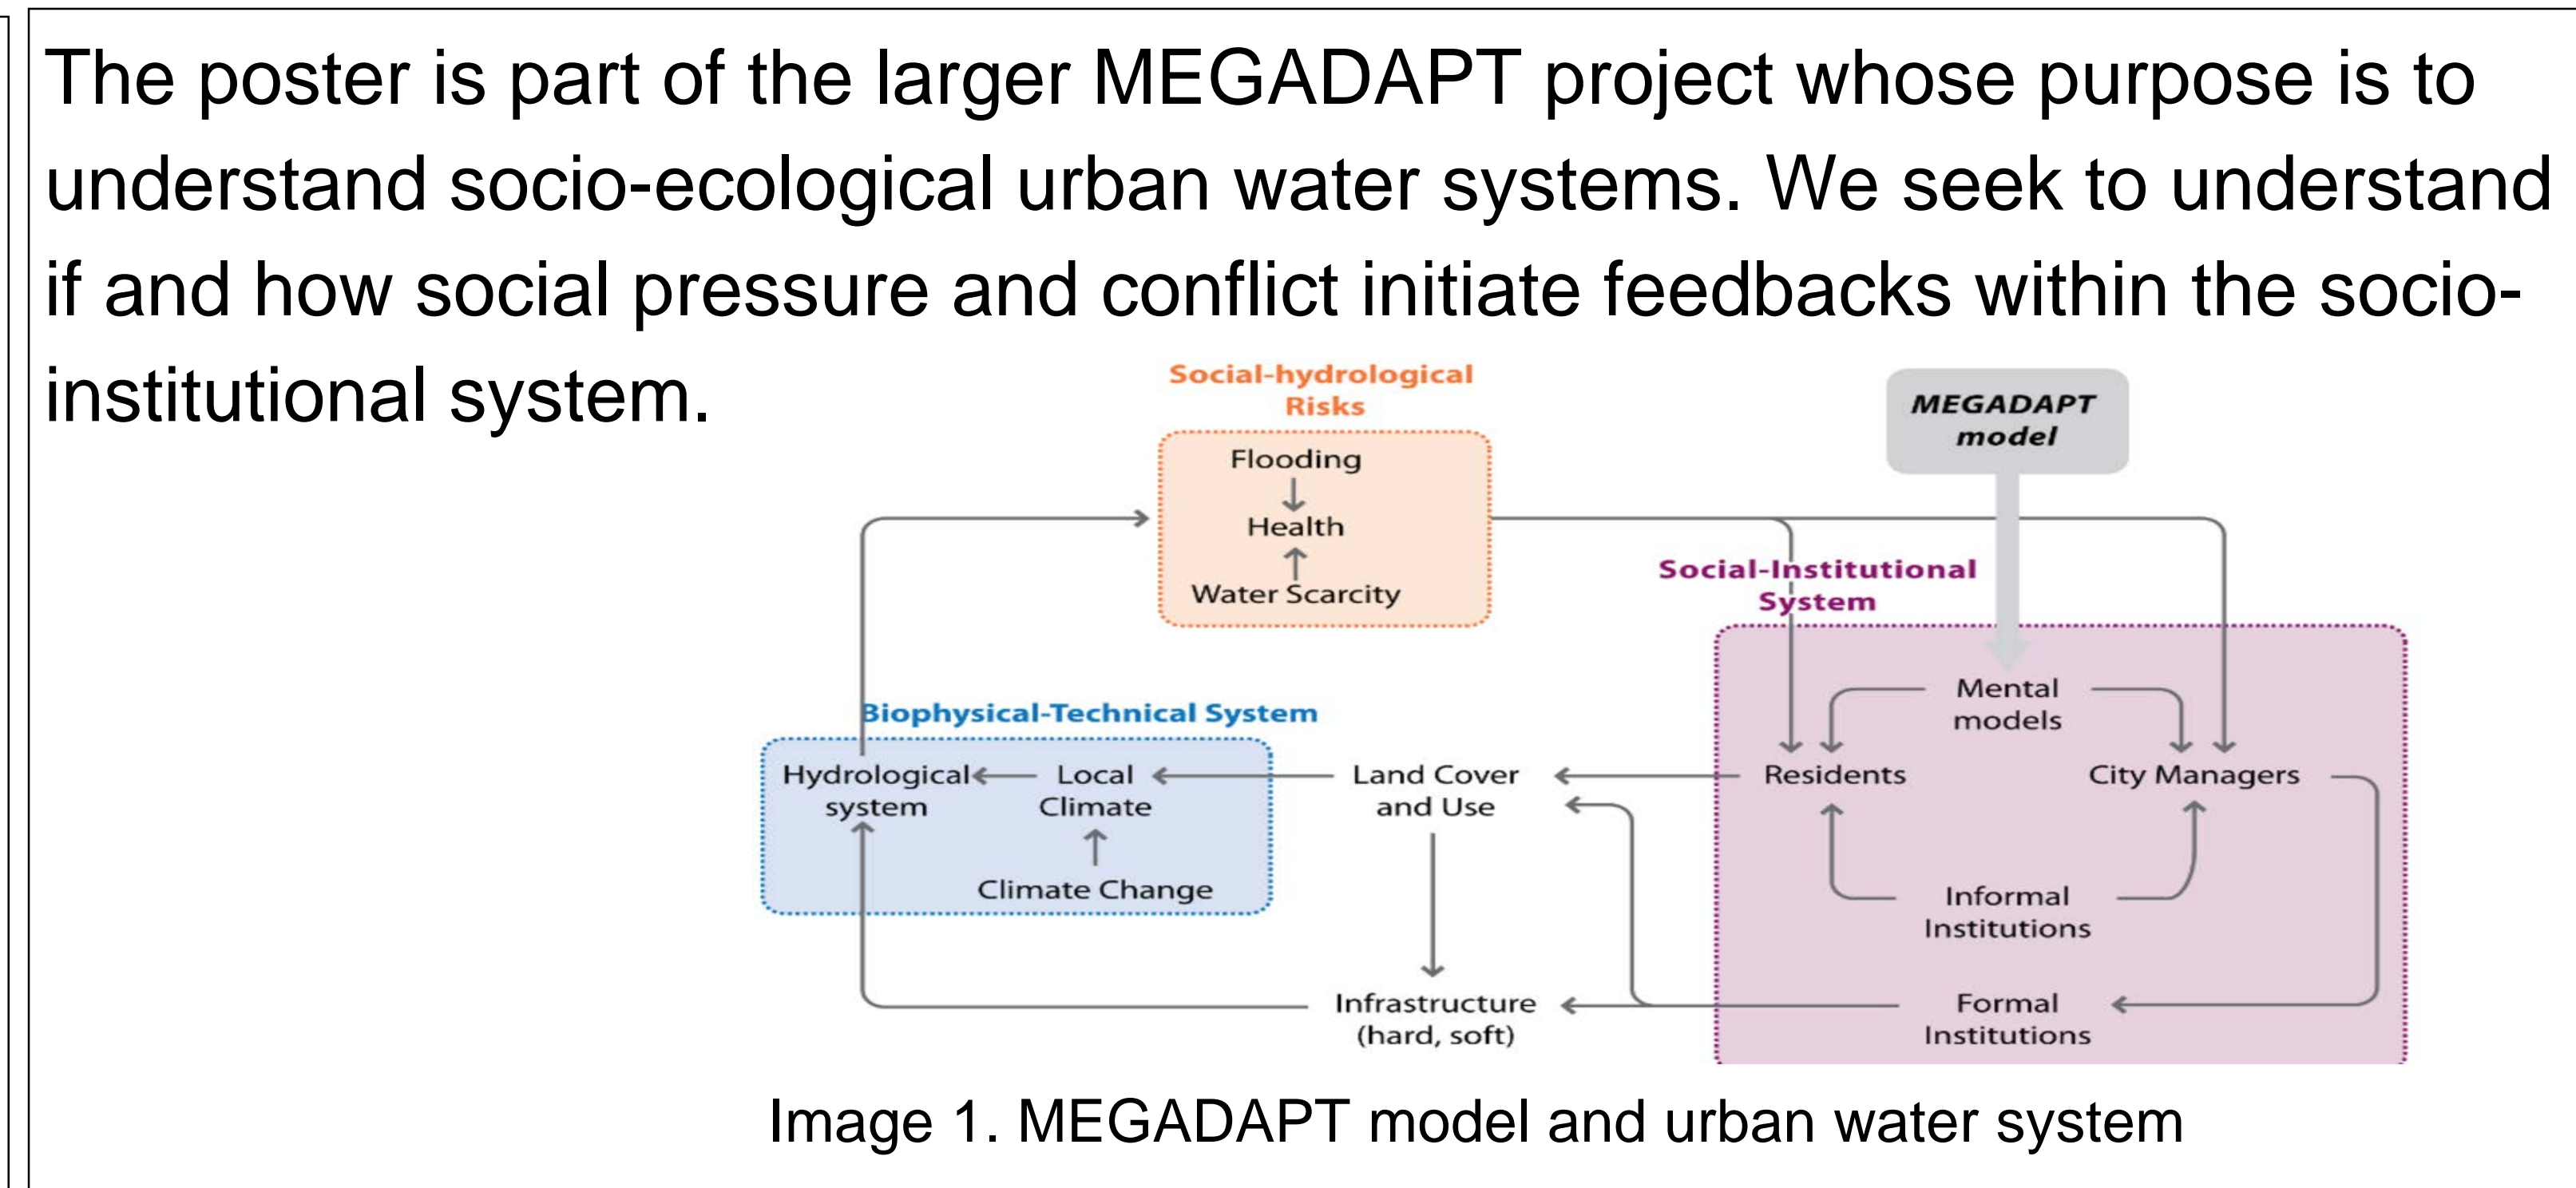 The poster is part of the larger MEGADAPT project whose purpose is to
understand socio-ecological urban water systems. We seek to understand
if and how social pressure and conflict initiate feedbacks within the socio-
institutional system.
Social-hydrological
Risks
Flooding
Health
Water Scarcity
MEGADAPT
model
Social-Institutional
System
Mental
models
Residents
City Managers
Informal
Institutions
Formal
Institutions
Biophysical-Technical System
Hydrological
system
Local
Climate
Climate Change
Land Cover
and Use
Infrastructure
(hard, soft)
Image 1. MEGADAPT model and urban water system